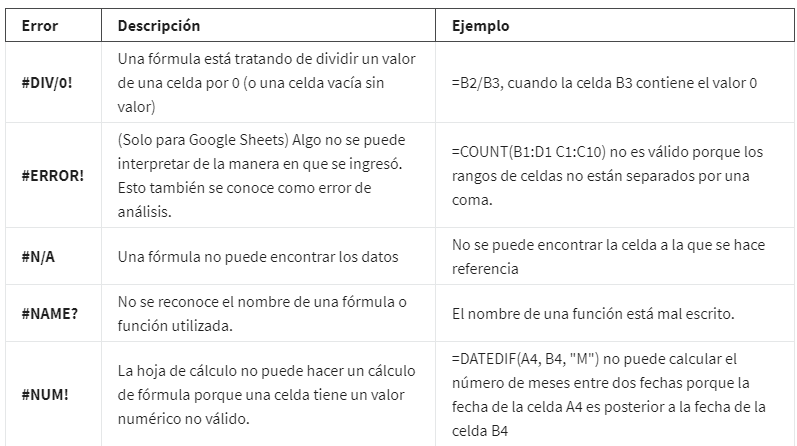 Error Descripción Ejemplo
#DIV/0! Una fórmula está tratando de dividir un valor
de una celda por 0 (o una celda vacía sin
valor) =B2/B3, cuando la celda B3 contiene el valor 0
#ERROR! (Solo para Google Sheets) Algo no se puede
interpretar de la manera en que se ingresó.
Esto también se conoce como error de
análisis. =COUNT(B1:D1 C1:C10) no es válido porque los
rangos de celdas no están separados por una
coma.
#N/A Una fórmula no puede encontrar los datos No se puede encontrar la celda a la que se hace
referencia
#NAME? No se reconoce el nombre de una fórmula o
función utilizada. El nombre de una función está mal escrito.
#NUM! La hoja de cálculo no puede hacer un cálculo
de fórmula porque una celda tiene un valor
numérico no válido. =DATEDIF(A4, B4, "M") no puede calcular el
número de meses entre dos fechas porque la
fecha de la celda A4 es posterior a la fecha de la
celda B4